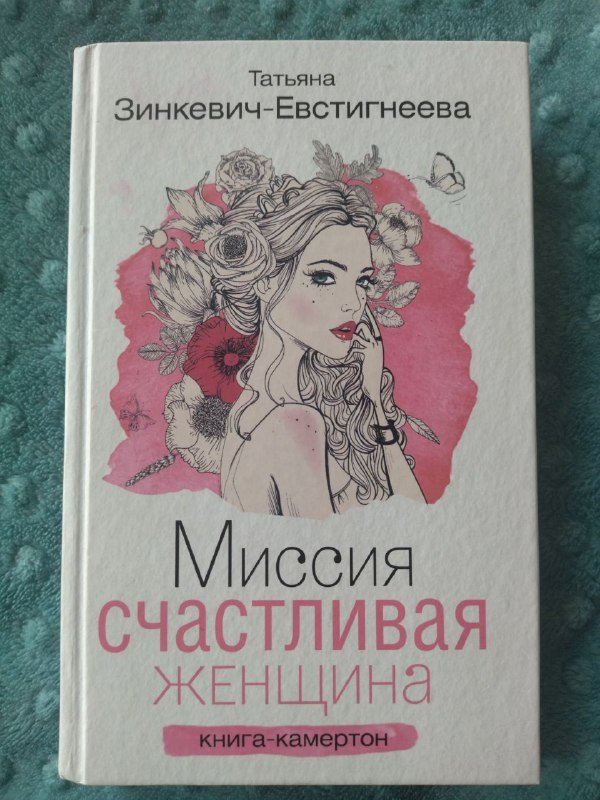 Татьяна
Зинкевич-Евстигнеева
Миссия
счастливая
женщина
книга-камертон